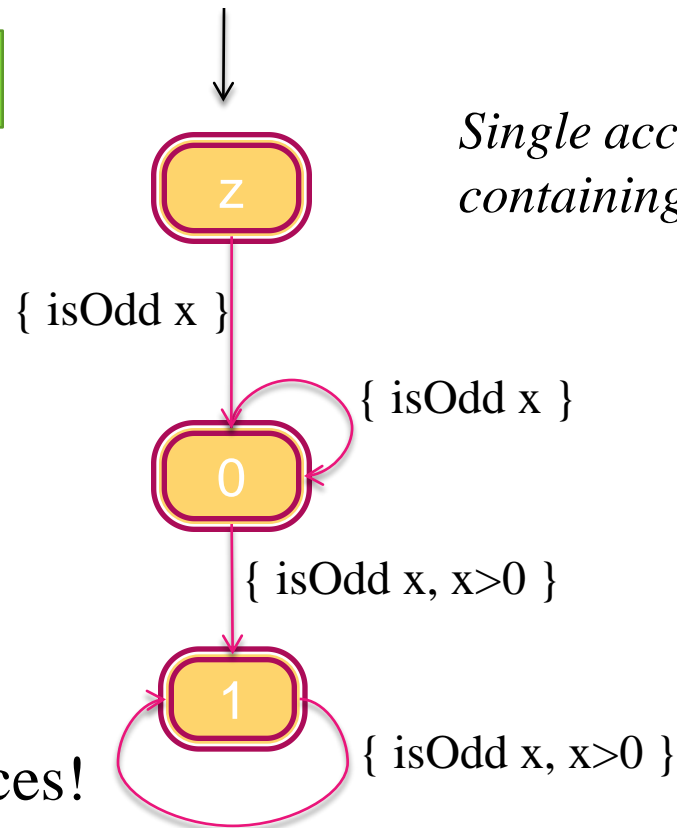 Single acc
containing
z
{ isOdd x }
{ isOdd x }
0
{ isOdd x, x>0 }
1
{ isOdd x, x>0 }
ces!